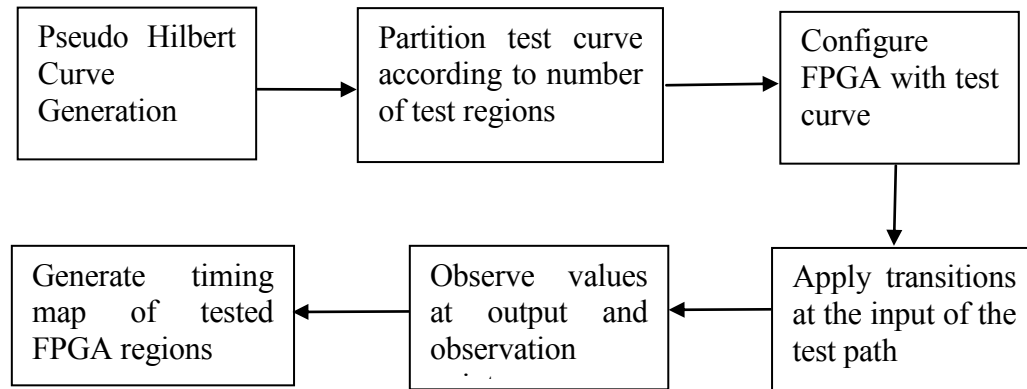 Pseudo Hilbert
Curve
Generation
Partition test curve
according to number
of test regions
Configure
FPGA with test
curve
Apply transitions
at the input of the
test path
Observe values
at output and
observation
Generate timing
map of tested
FPGA regions